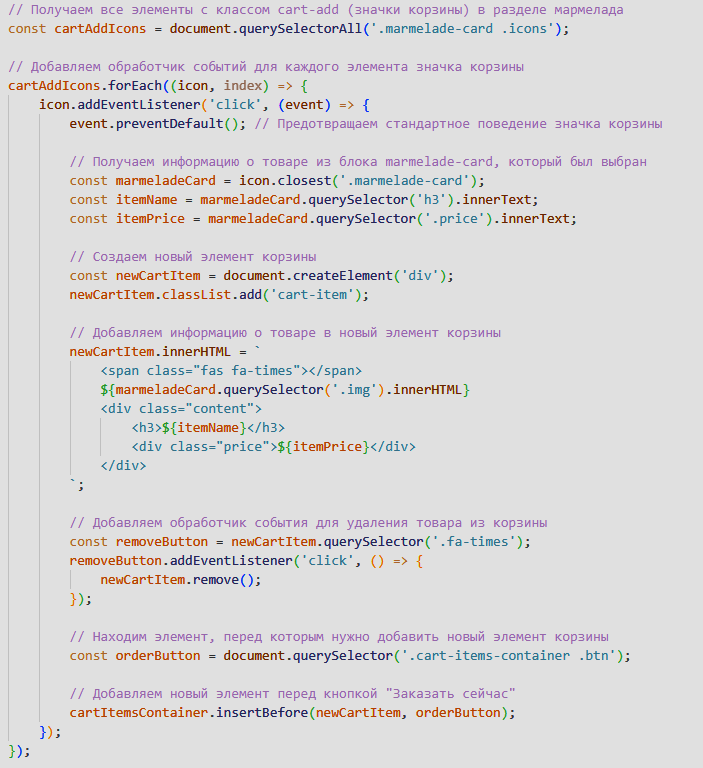 // Получаем все элементы с классом cart-add (значки корзины) в разделе мармелада
const cartAddIcons = document.querySelectorAll('.marmelade-card .icons');
// Добавляем обработчик событий для каждого элемента значка корзины
cartAddIcons.forEach((icon, index) => {
icon.addEventListener('click', (event) => {
event.preventDefault(); // Предотвращаем стандартное поведение значка корзины
// Получаем информацию о товаре из блока marmelade-card, который был выбран
const marmeladeCard = icon.closest('.marmelade-card');
const itemName = marmeladeCard.querySelector('h3').innerText;
const itemPrice = marmeladeCard.querySelector('.price').innerText;
// Создаем новый элемент корзины
const newCartItem = document.createElement('div');
newCartItem.classList.add('cart-item');
// Добавляем информацию о товаре в новый элемент корзины
newCartItem.innerHTML = `
<span class="fas fa-times"></span>
${marmeladeCard.querySelector('.img').innerHTML}
<div class="content">
<h3>${itemName}</h3>
<div class="price">${itemPrice}</div>
</div>
`;
// Добавляем обработчик события для удаления товара из корзины
const removeButton = newCartItem.querySelector('.fa-times');
removeButton.addEventListener('click', () => {
newCartItem.remove();
});
// Находим элемент, перед которым нужно добавить новый элемент корзины
const orderButton = document.querySelector('.cart-items-container .btn');
// Добавляем новый элемент перед кнопкой "Заказать сейчас"
cartItemsContainer.insertBefore(newCartItem, orderButton);
});
});